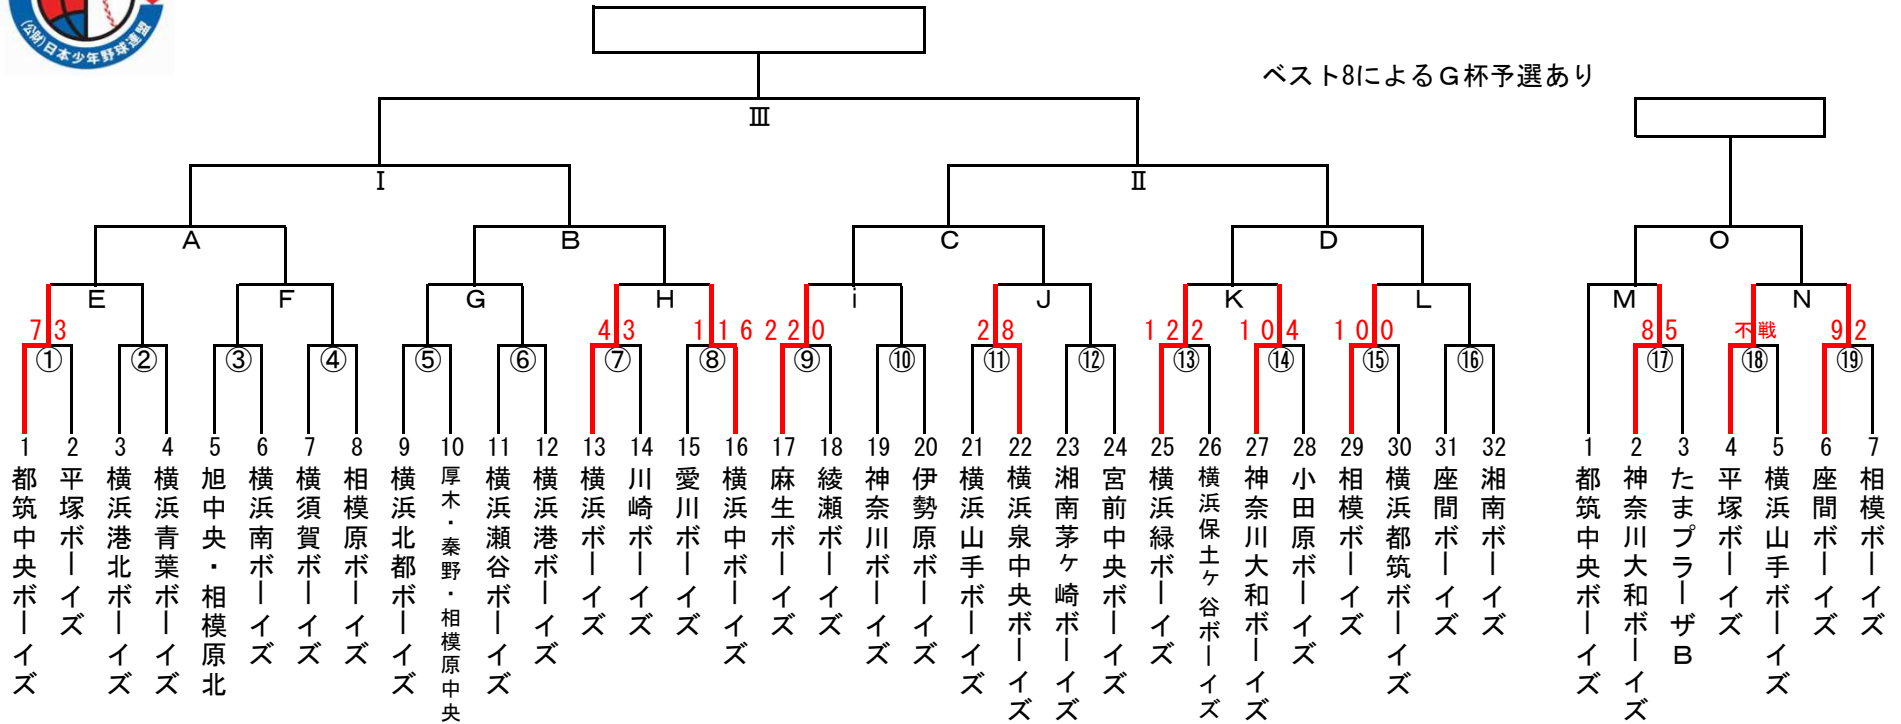 (公財)日本少年野球連盟
ベスト8によるG杯予選あり
Ⅲ
Ⅰ
Ⅱ
A
B
C
D
O
E
F
G
H
i
J
K
L
M
N
7 3
4 3
1 1 6
2 2 0
2 8
1 2 2
1 0 4
1 0 0
8 5
不戦
9 2
①
②
③
④
⑤
⑥
⑦
⑧
⑨
⑩
⑪
⑫
⑬
⑭
⑮
⑯
⑰
⑱
⑲
1 都筑中央ボーイズ
2 平塚ボーイズ
3 横浜港北ボーイズ
4 横浜青葉ボーイズ
5 旭中央・相模原北
6 横浜南ボーイズ
7 横須賀ボーイズ
8 相模原ボーイズ
9 横浜北都ボーイズ
10 厚木・秦野・相模原中央
11 横浜瀬谷ボーイズ
12 横浜港ボーイズ
13 横浜ボーイズ
14 川崎ボーイズ
15 愛川ボーイズ
16 横浜中ボーイズ
17 麻生ボーイズ
18 綾瀬ボーイズ
19 神奈川ボーイズ
20 伊勢原ボーイズ
21 横浜山手ボーイズ
22 横浜泉中央ボーイズ
23 湘南茅ケ崎ボーイズ
24 宮前中央ボーイズ
25 横浜緑ボーイズ
26 横浜保土ケ谷ボーイズ
27 神奈川大和ボーイズ
28 小田原ボーイズ
29 相模ボーイズ
30 横浜都筑ボーイズ
31 座間ボーイズ
32 湘南ボーイズ
1 都筑中央ボーイズ
2 神奈川大和ボーイズ
3 たまプラーザB
4 平塚ボーイズ
5 横浜山手ボーイズ
6 座間ボーイズ
7 相模ボーイズ